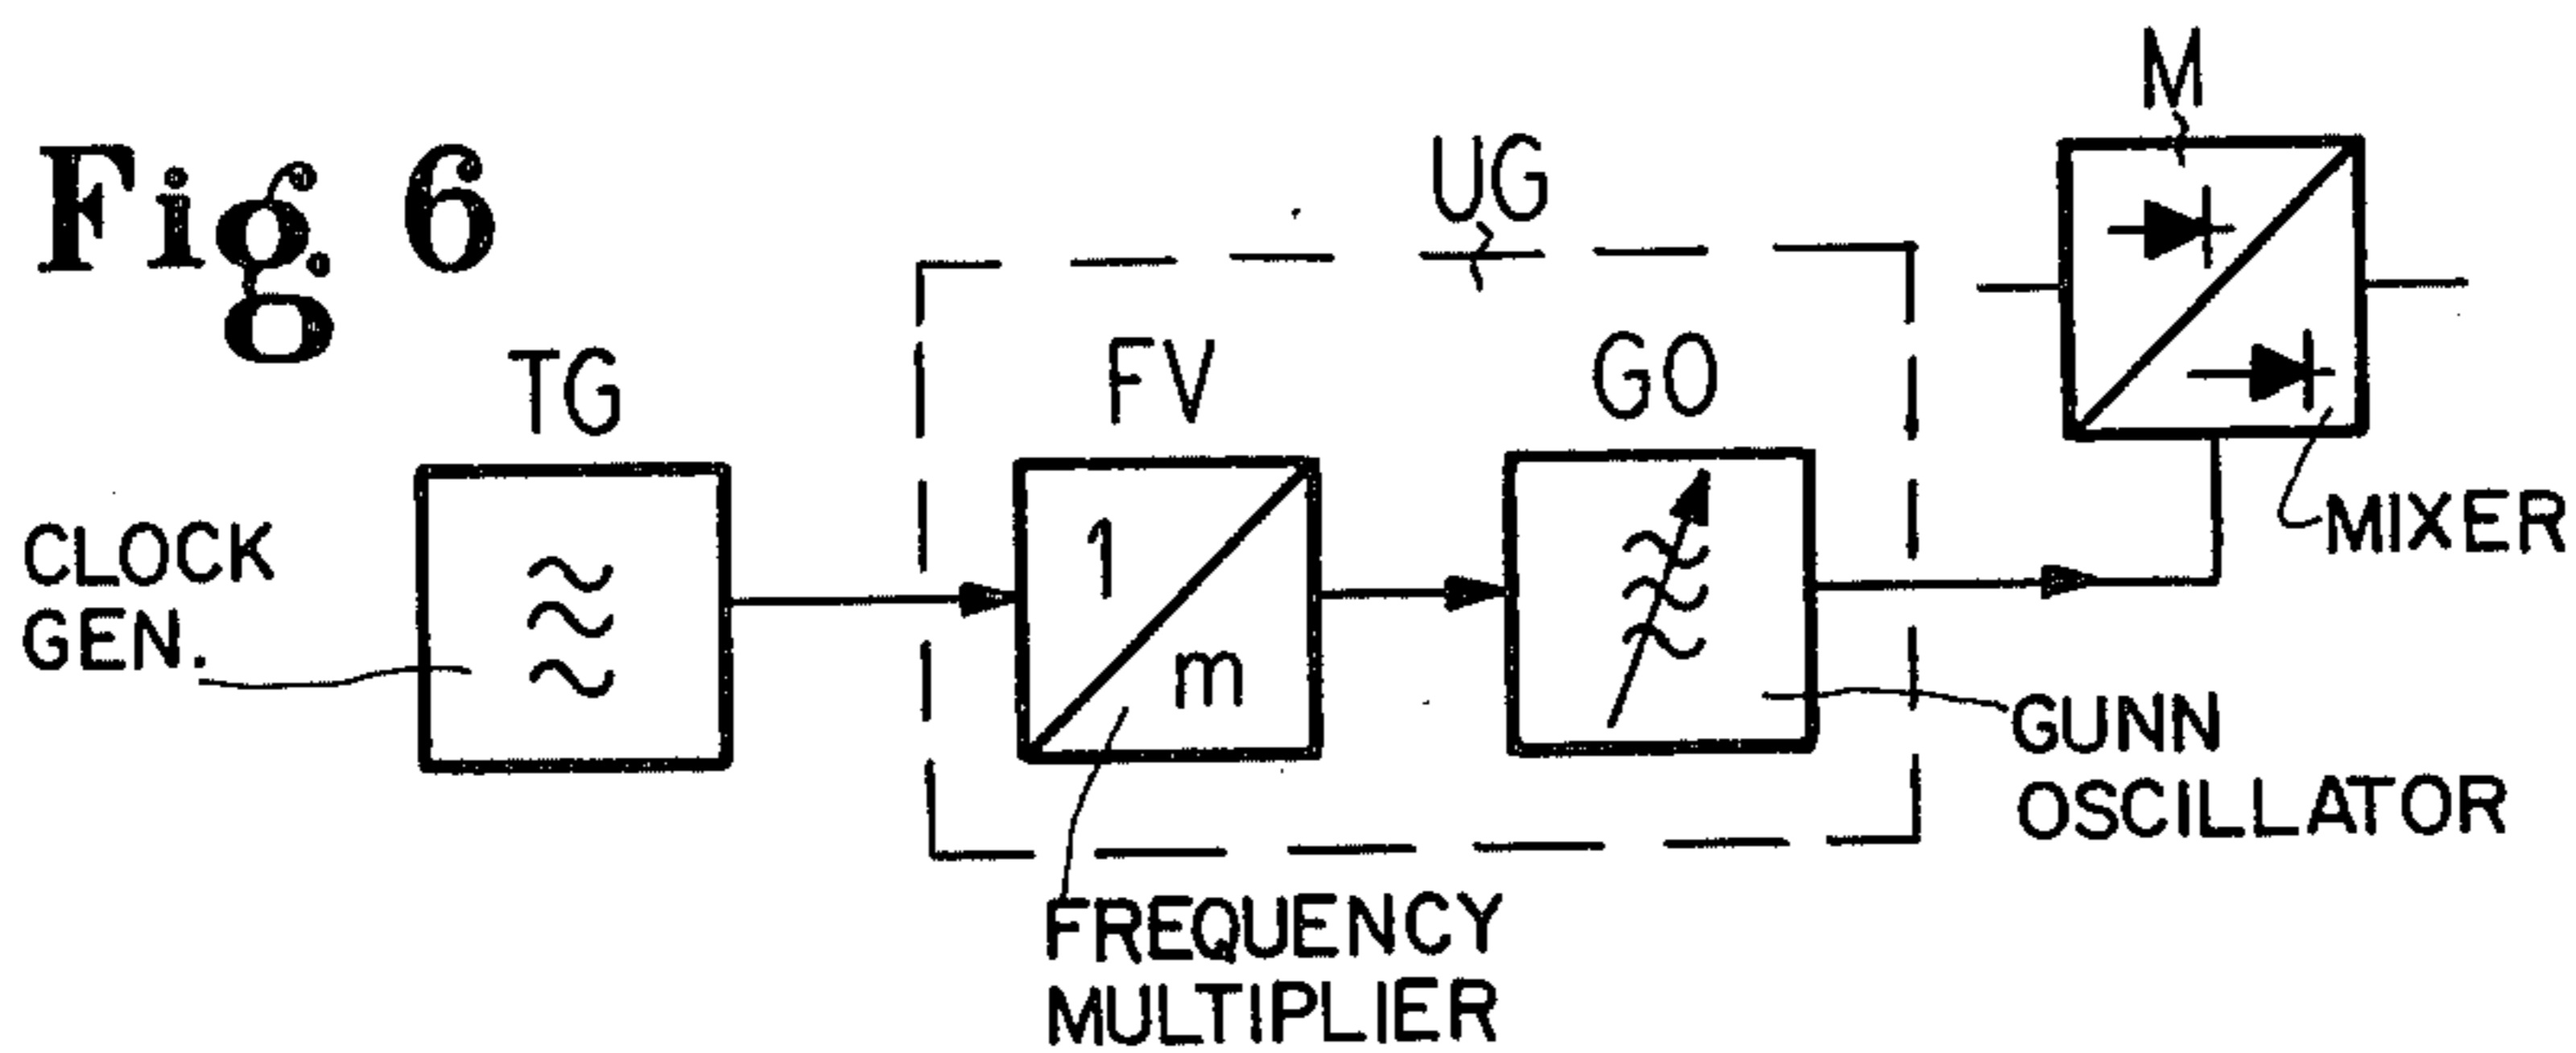 Fig. 6
M
UG
TG
FV
GO
CLOCK
GEN.
1
m
MIXER
GUNN
OSCILLATOR
FREQUENCY
MULTIPLIER